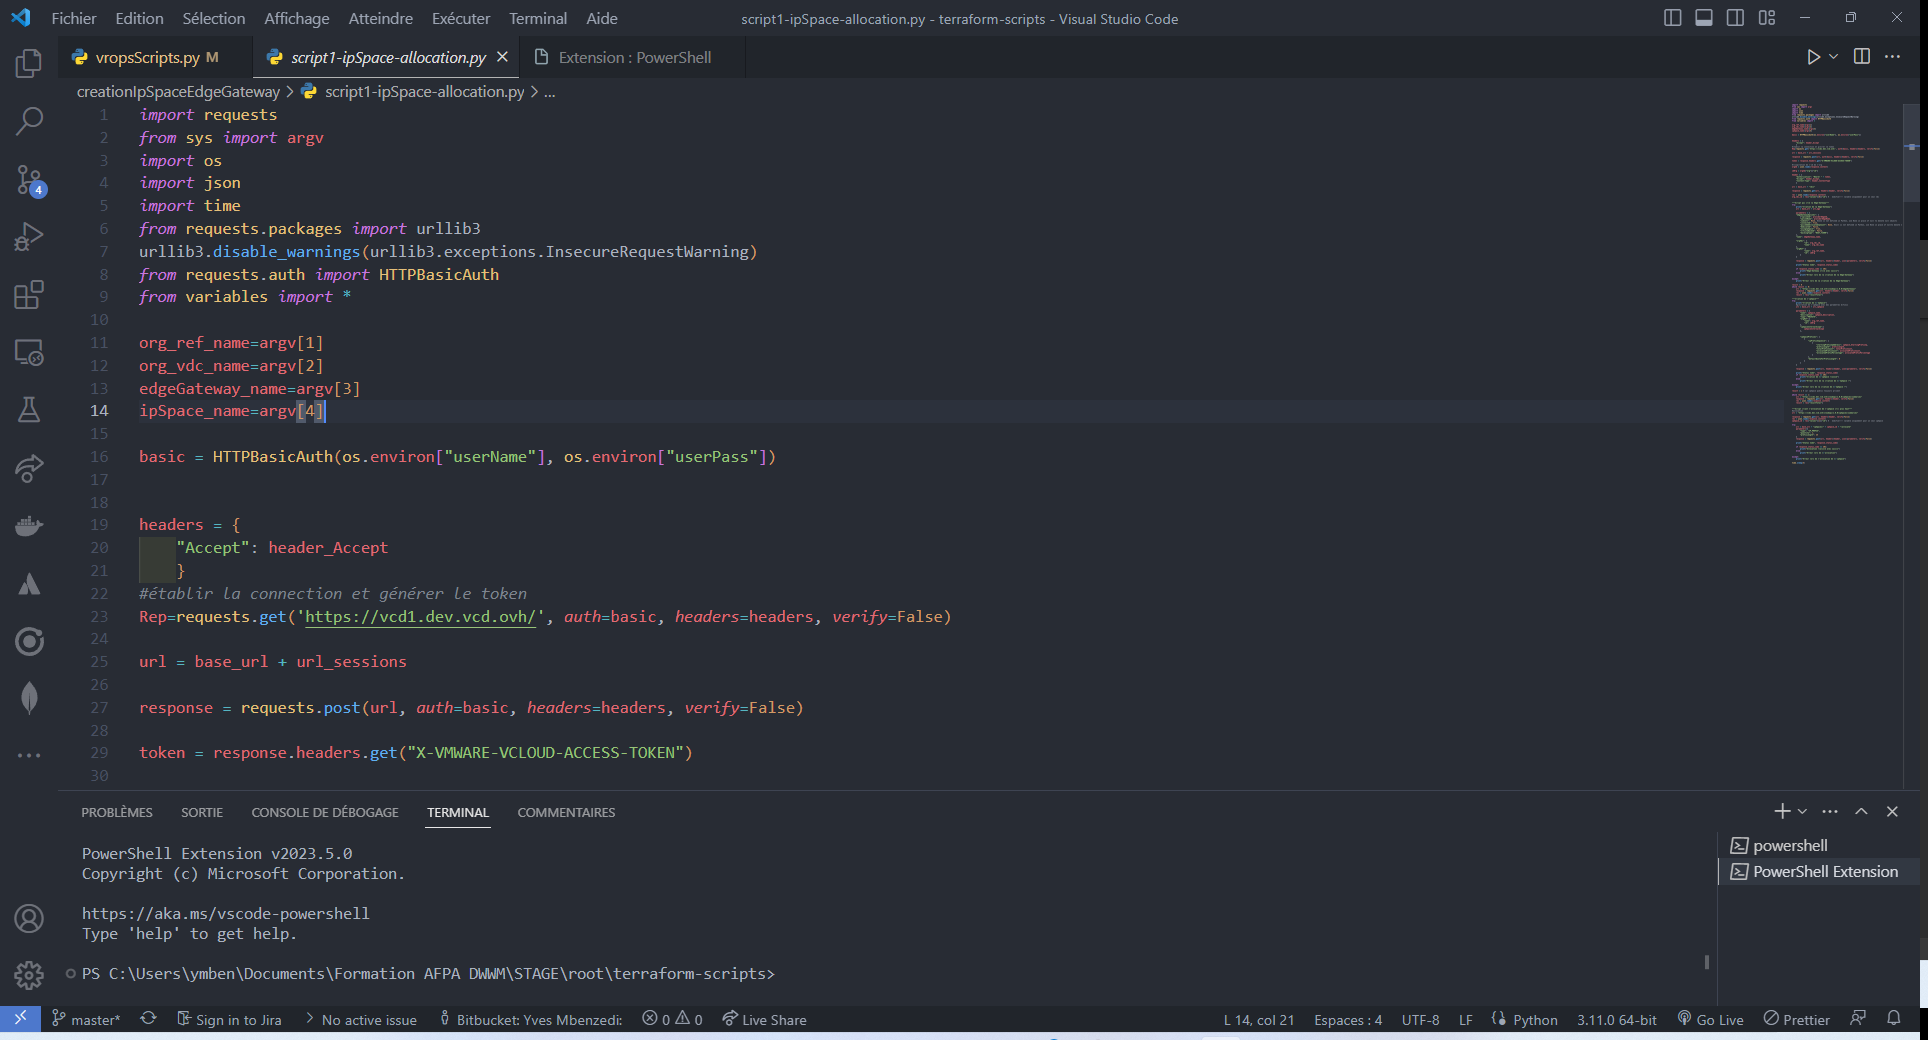 Fichier Edition Sélection Affichage Atteindre Exécuter Terminal Aide
script1-ipSpace-allocation.py - terraform-scripts - Visual Studio Code
vropsScripts.py M
script1-ipSpace-allocation.py
Extension : PowerShell
creationIpSpaceEdgeGateway > script1-ipSpace-allocation.py > ...
1 import requests
2 from sys import argv
3 import os
4 import json
5 import time
6 from requests.packages import urllib3
7 urllib3.disable_warnings(urllib3.exceptions.InsecureRequestWarning)
8 from requests.auth import HTTPBasicAuth
9 from variables import *
10
11 org_ref_name=argv[1]
12 org_vdc_name=argv[2]
13 edgeGateway_name=argv[3]
14 ipSpace_name=argv[4]
15
16 basic = HTTPBasicAuth(os.environ["userName"], os.environ["userPass"])
17
18
19 headers = {
20 "Accept": header_Accept
21 }
22 #établir la connection et générer le token
23 Rep=requests.get('https://vcd1.dev.vcd.ovh/', auth=basic, headers=headers, verify=False)
24
25 url = base_url + url_sessions
26
27 response = requests.post(url, auth=basic, headers=headers, verify=False)
28
29 token = response.headers.get("X-VMWARE-VCLOUD-ACCESS-TOKEN")
30
4
PROBLÈMES SORTIE CONSOLE DE DÉBOGAGE TERMINAL COMMENTAIRES
PowerShell Extension v2023.5.0
Copyright (c) Microsoft Corporation.
https://aka.ms/vscode-powershell
Type 'help' to get help.
PS C:\Users\ymben\Documents\Formation AFPA DWWM\STAGE\root\terraform-scripts>
powershell
PowerShell Extension
master* Sign in to Jira No active issue Bitbucket: Yves Mbenzedi: 0 0 Live Share
L 14, col 21 Espaces : 4 UTF-8 LF Python 3.11.0 64-bit Go Live Prettier